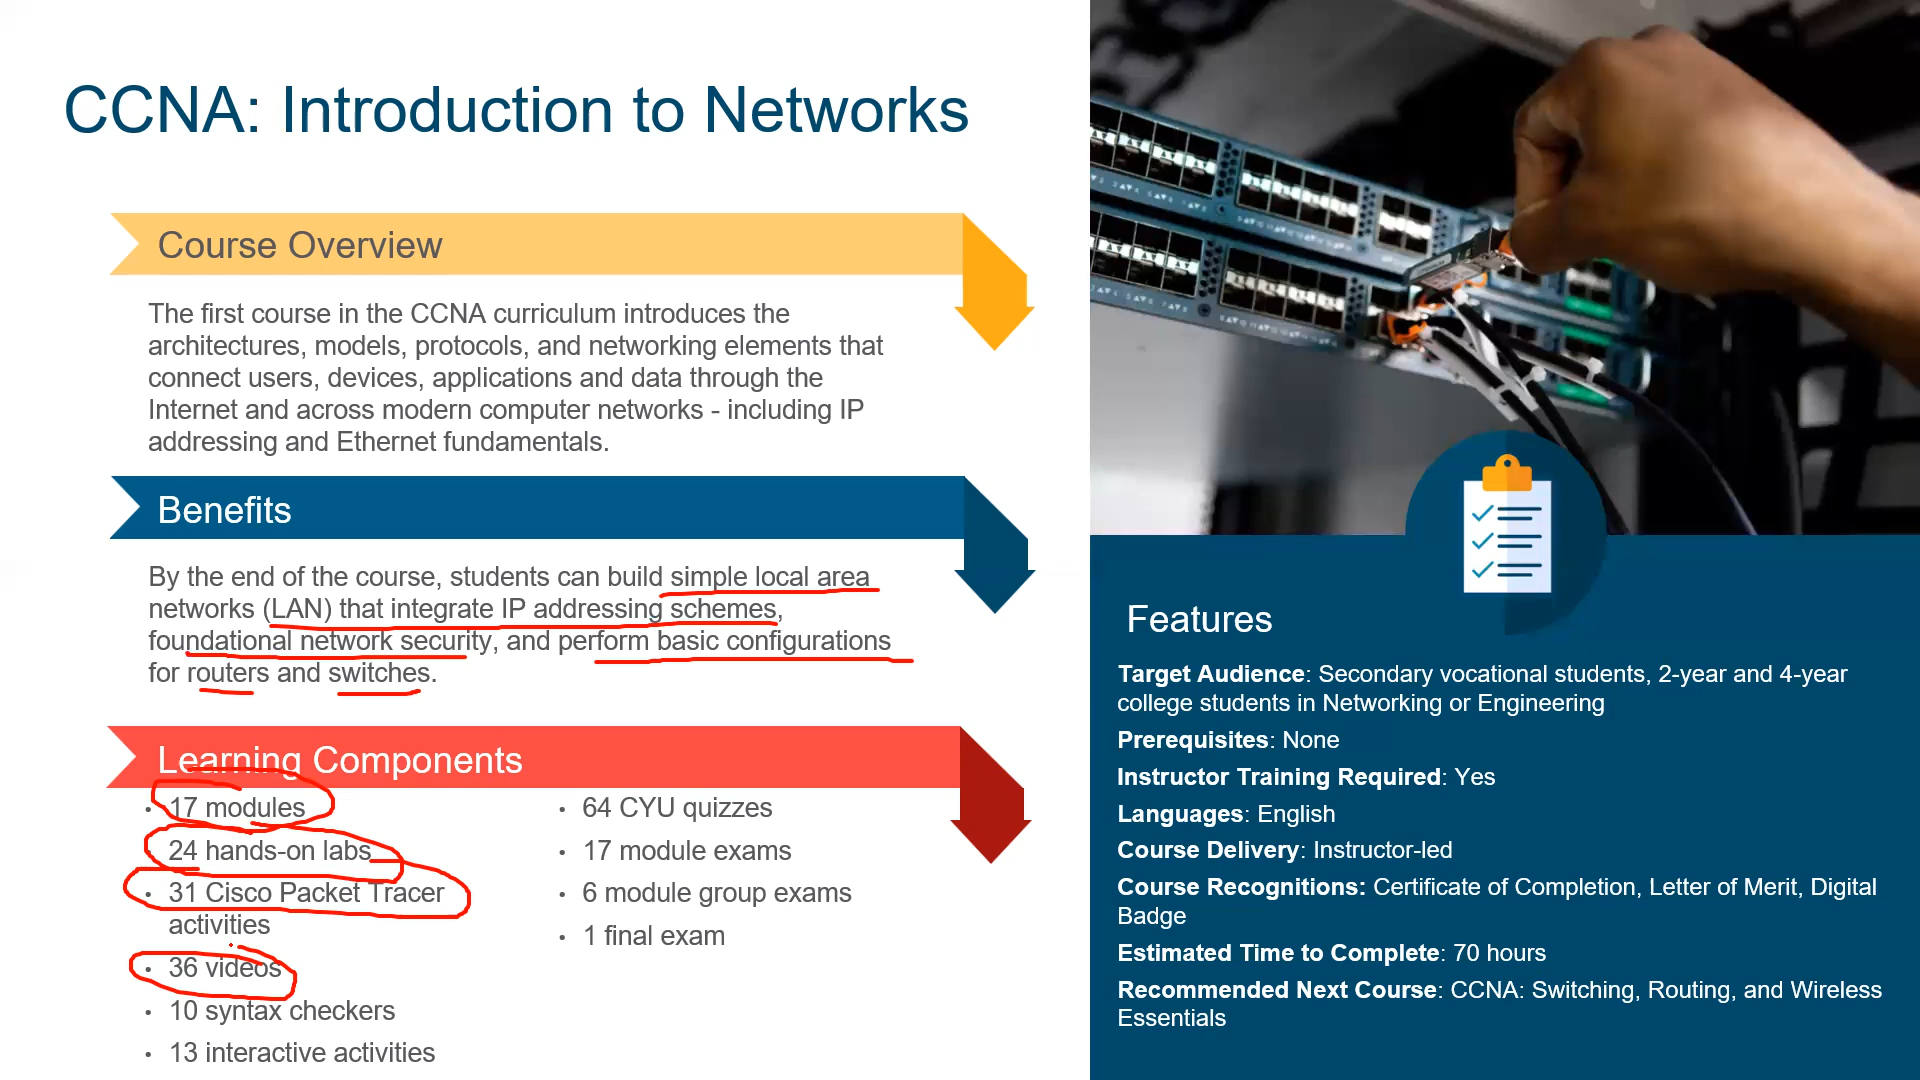 CCNA: Introduction to Networks
Course Overview
The first course in the CCNA curriculum introduces the
architectures, models, protocols, and networking elements that
connect users, devices, applications and data through the
Internet and across modern computer networks - including IP
addressing and Ethernet fundamentals.
Benefits
By the end of the course, students can build simple local area
networks (LAN) that integrate IP addressing schemes,
foundational network security, and perform basic configurations
for routers and switches.
Learning Components
• 17 modules
24 hands-on labs
• 31 Cisco Packet Tracer
activities
• 36 videos
• 10 syntax checkers
• 13 interactive activities
• 64 CYU quizzes
• 17 module exams
• 6 module group exams
• 1 final exam
Features
Target Audience: Secondary vocational students, 2-year and 4-year
college students in Networking or Engineering
Prerequisites: None
Instructor Training Required: Yes
Languages: English
Course Delivery: Instructor-led
Course Recognitions: Certificate of Completion, Letter of Merit, Digital
Badge
Estimated Time to Complete: 70 hours
Recommended Next Course: CCNA: Switching, Routing, and Wireless
Essentials